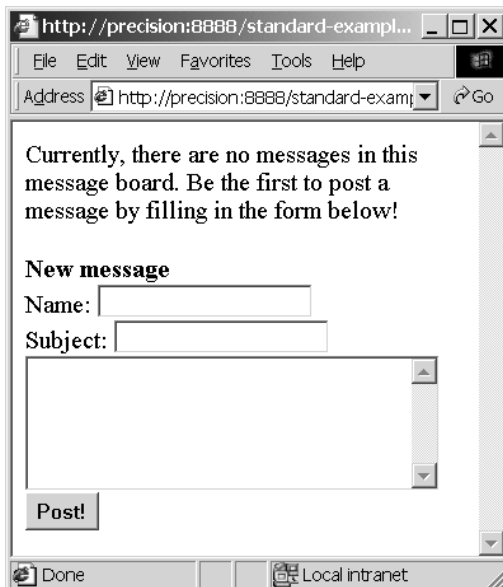 http://precision:8888/standard-exampl...
File Edit View Favorites Tools Help
Address http://precision:8888/standard-examp Go
Currently, there are no messages in this
message board. Be the first to post a
message by filling in the form below!
New message
Name:
Subject:
Post!
Done Local intranet